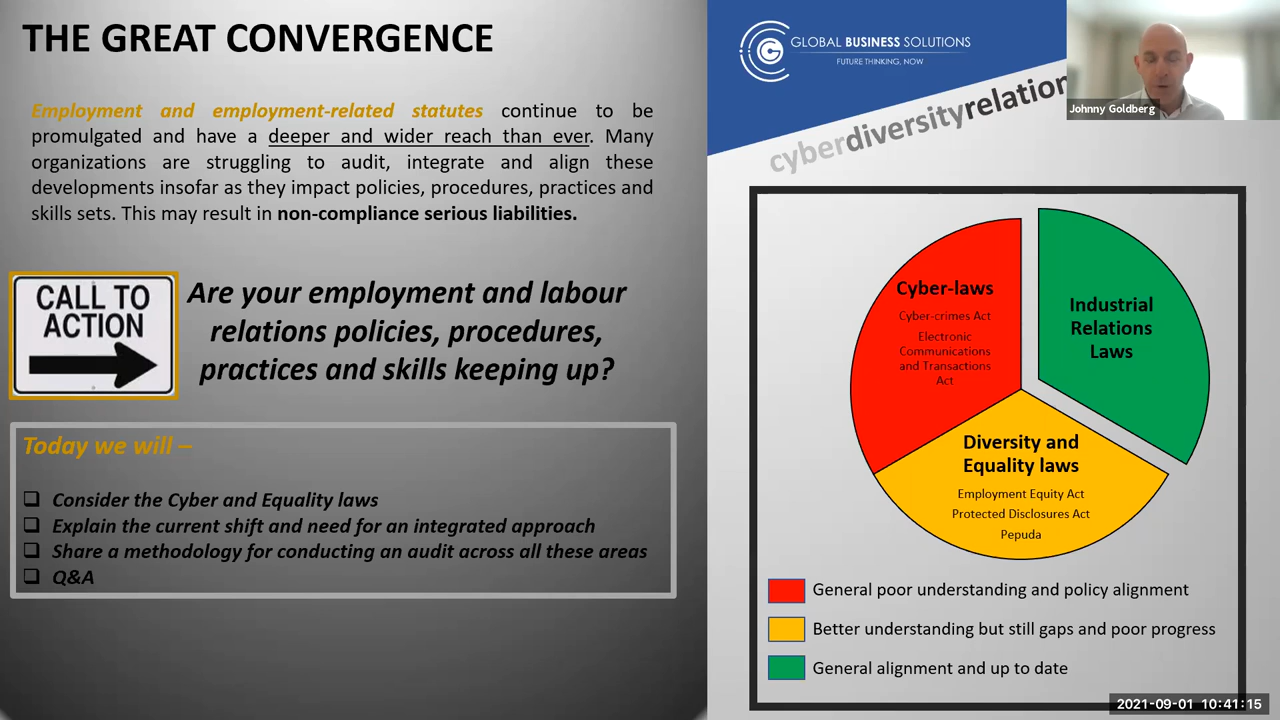 THE GREAT CONVERGENCE
Employment and employment-related statutes continue to be
promulgated and have a deeper and wider reach than ever. Many
organizations are struggling to audit, integrate and align these
developments insofar as they impact policies, procedures, practices and
skills sets. This may result in non-compliance serious liabilities.
CALL TO
ACTION
Are your employment and labour
relations policies, procedures,
practices and skills keeping up?
Today we will –
Consider the Cyber and Equality laws
Explain the current shift and need for an integrated approach
Share a methodology for conducting an audit across all these areas
Q&A
GLOBAL BUSINESS SOLUTIONS
FUTURE THINKING, NOW
cyberdiversityrelation
Johnny Goldberg
Cyber-laws
Cyber-crimes Act
Electronic
Communications
and Transactions
Act
Industrial
Relations
Laws
Diversity and
Equality laws
Employment Equity Act
Protected Disclosures Act
Pepuda
General poor understanding and policy alignment
Better understanding but still gaps and poor progress
General alignment and up to date
2021-09-01 10:41:15